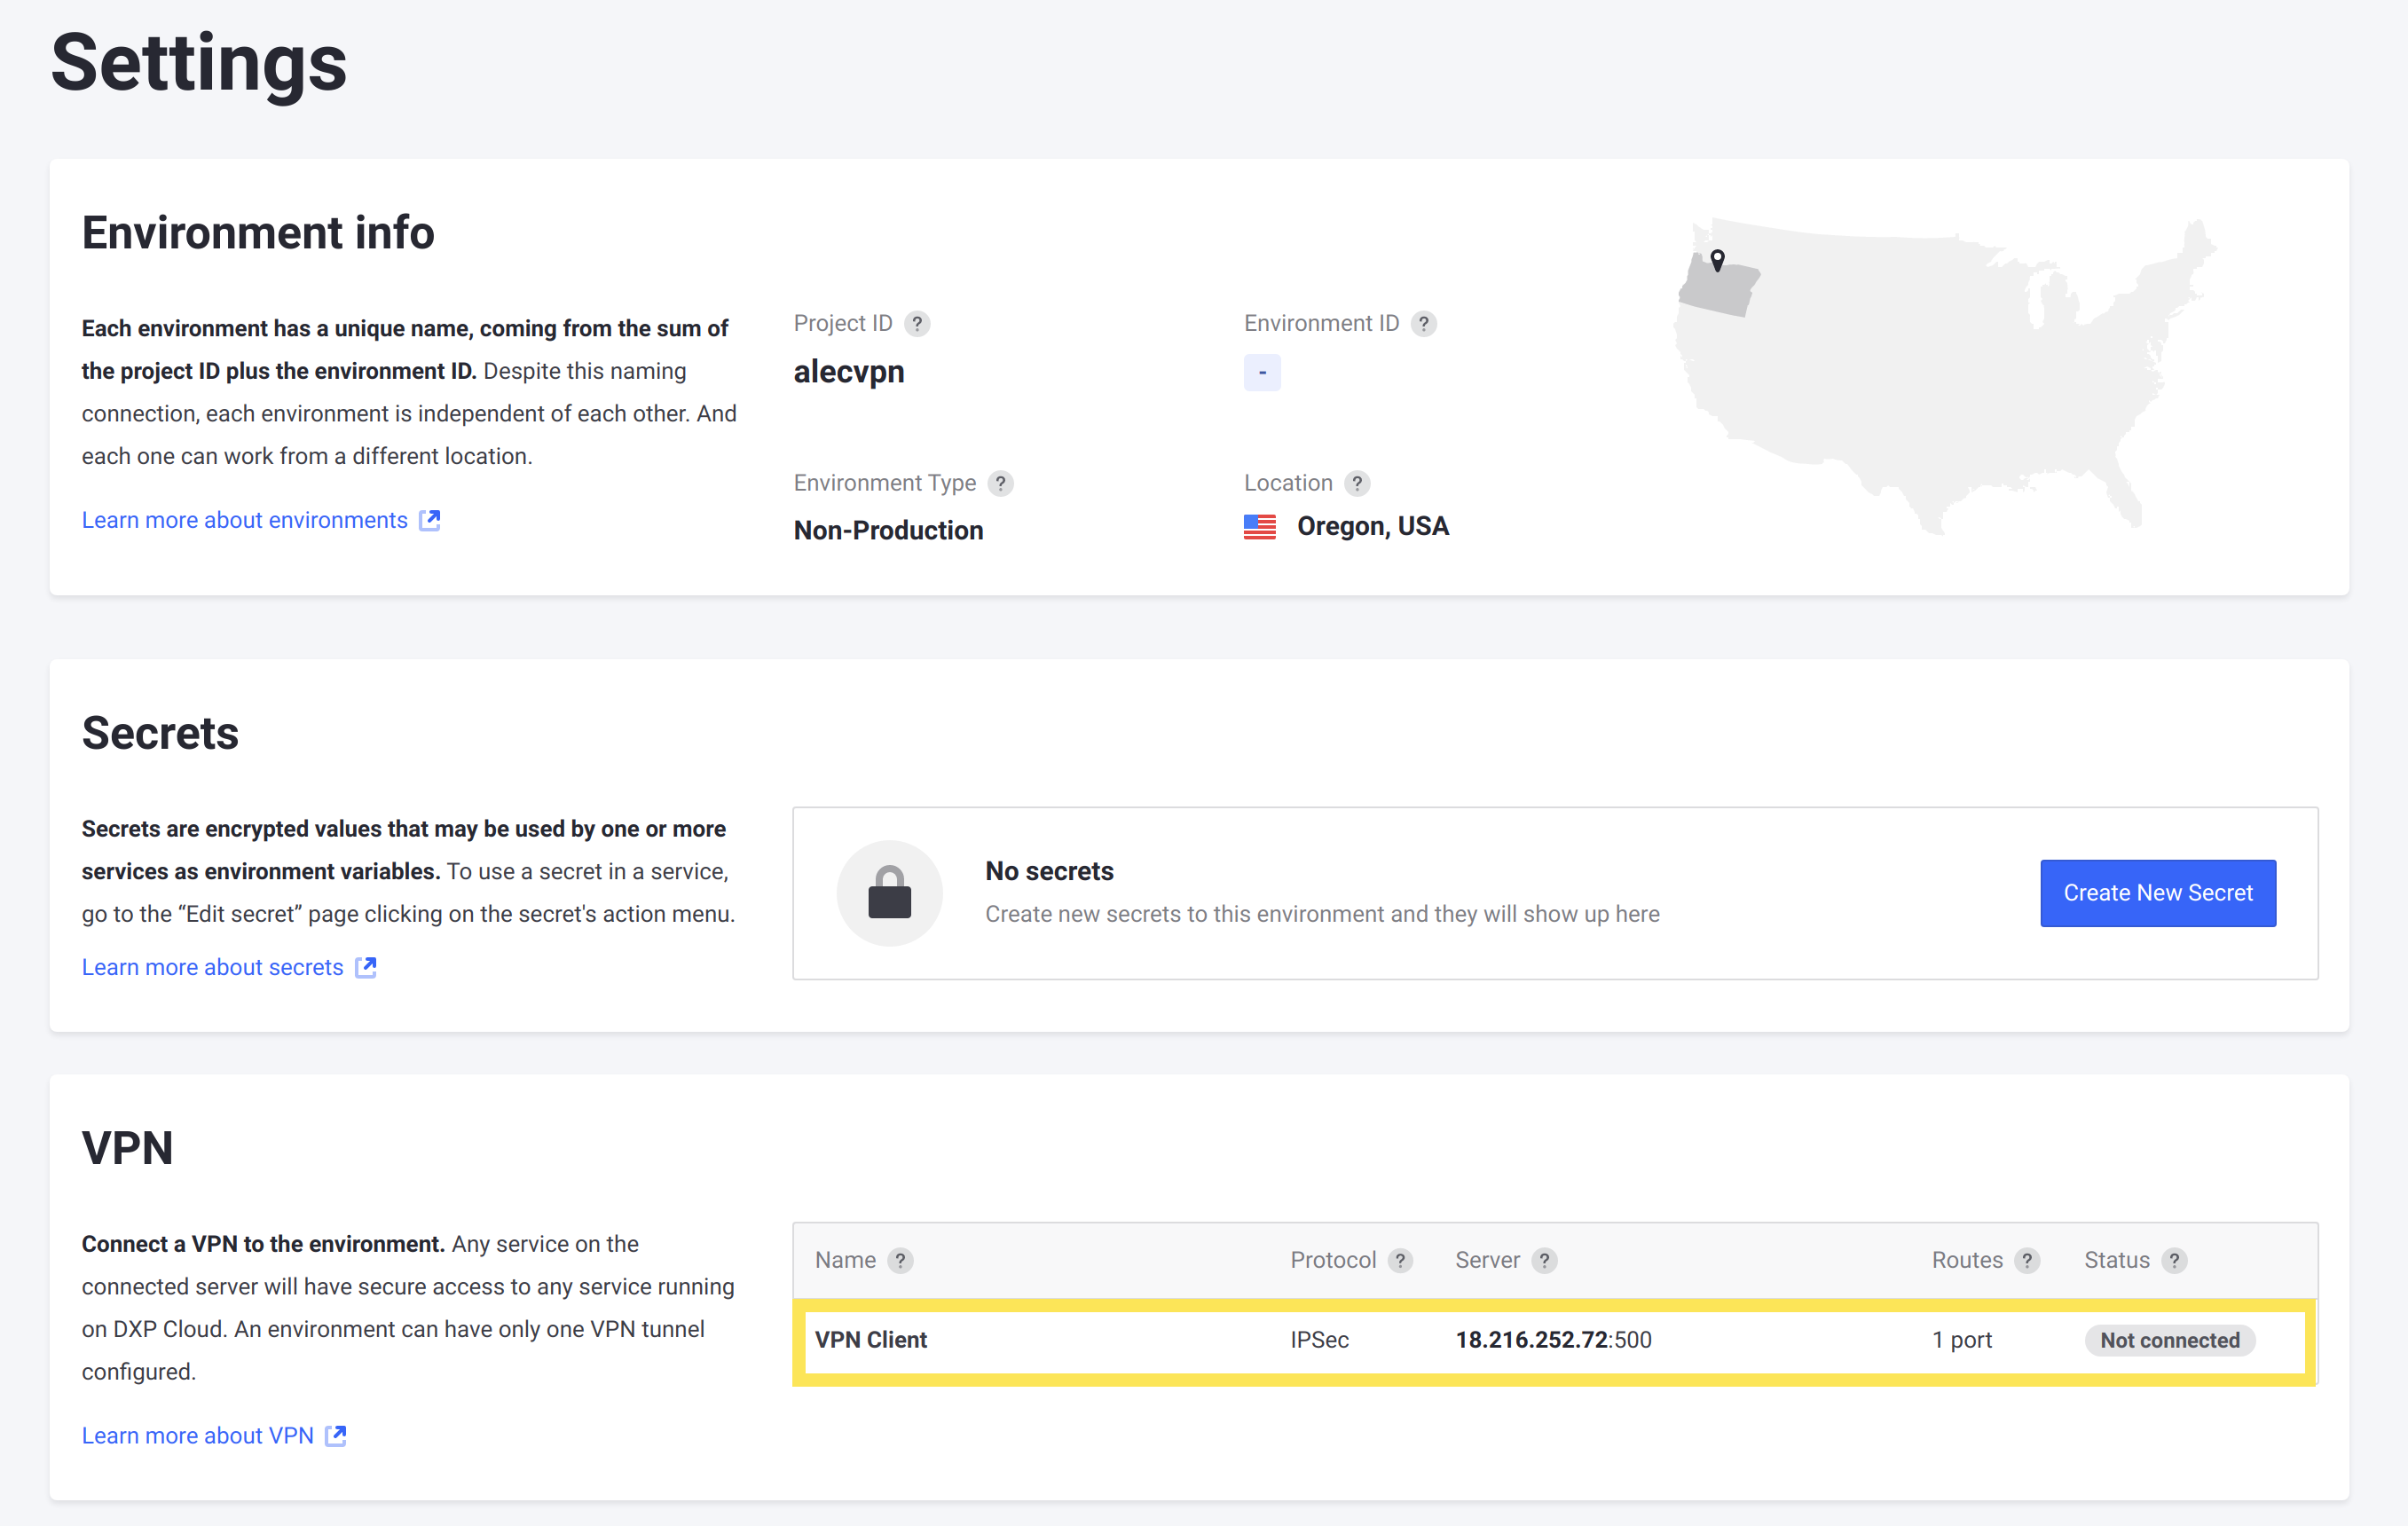 Settings
Environment info
Each environment has a unique name, coming from the sum of
the project ID plus the environment ID. Despite this naming
connection, each environment is independent of each other. And
each one can work from a different location.
Learn more about environments
Project ID ?
alecvpn
Environment ID ?
-
Environment Type ?
Non-Production
Location ?
Oregon, USA
Secrets
Secrets are encrypted values that may be used by one or more
services as environment variables. To use a secret in a service,
go to the “Edit secret” page clicking on the secret's action menu.
Learn more about secrets
No secrets
Create new secrets to this environment and they will show up here
Create New Secret
VPN
Connect a VPN to the environment. Any service on the
connected server will have secure access to any service running
on DXP Cloud. An environment can have only one VPN tunnel
configured.
Learn more about VPN
Name ? Protocol ? Server ? Routes ? Status ?
VPN Client IPSec 18.216.252.72:500 1 port Not connected